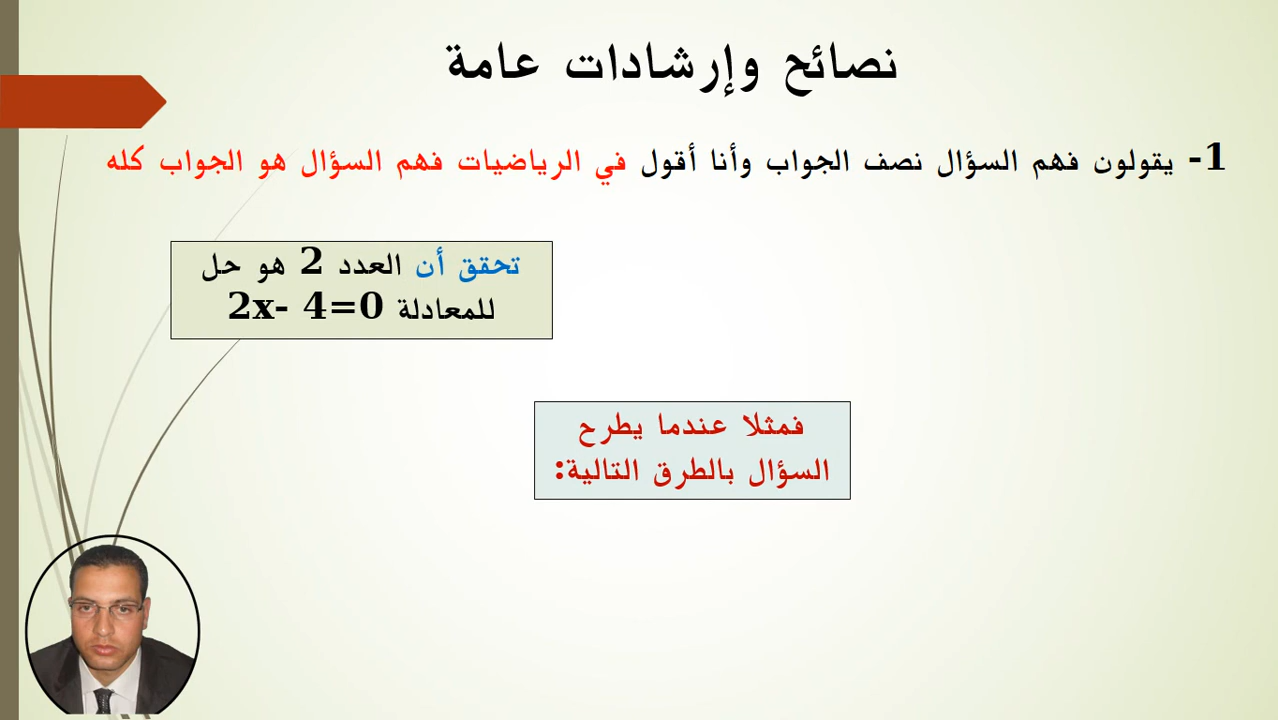 نصائح وإرشادات عامة
1- يقولون فهم السؤال نصف الجواب وأنا أقول في الرياضيات فهم السؤال هو الجواب كله
تحقق أن العدد 2 هو حل
للمعادلة 2x- 4=0
فمثلا عندما يطرح
السؤال بالطرق التالية: